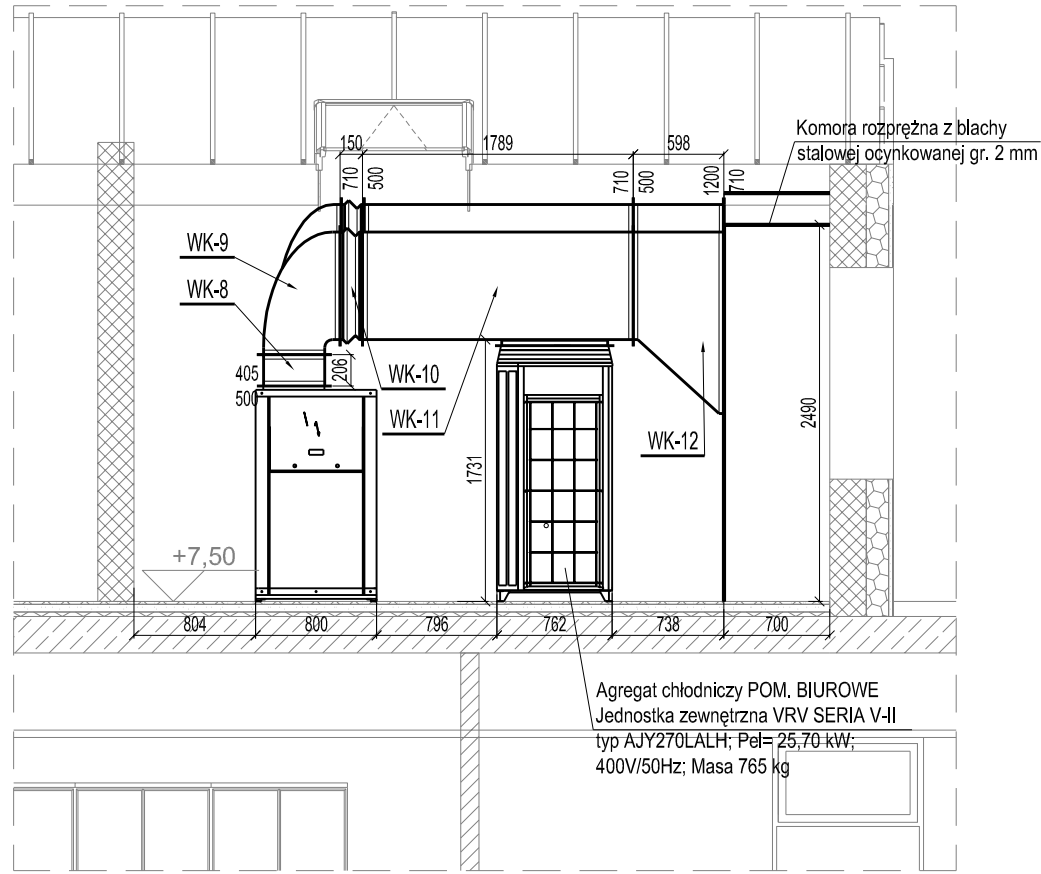 Komora rozprężna z blachy
stalowej ocynkowanej gr. 2 mm
150
1789
598
710
500
710
500
1200
710
WK-9
WK-8
405
500
206
WK-10
WK-11
WK-12
1731
2490
+7,50
804
800
796
762
738
700
Agregat chłodniczy POM. BIUROWE
Jednostka zewnętrzna VRV SERIA V-II
typ AJY270LALH; Pel= 25,70 kW;
400V/50Hz; Masa 765 kg